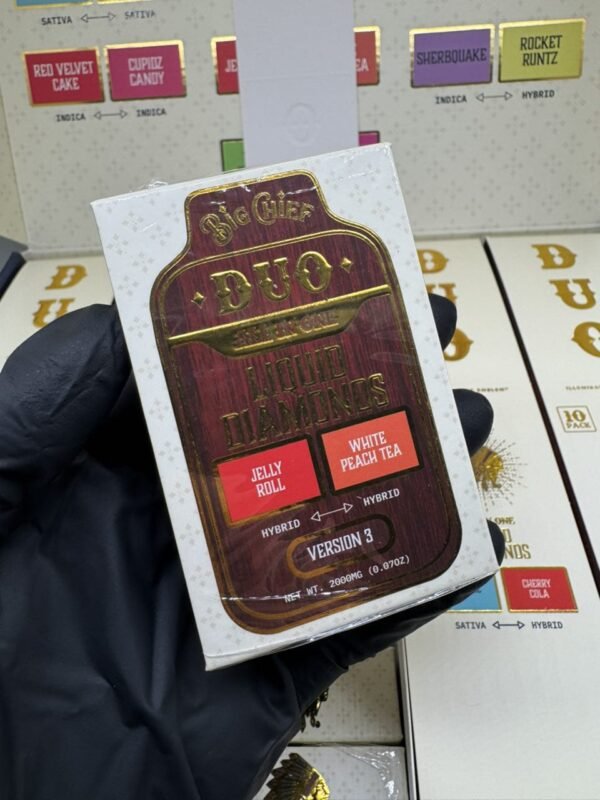 SATIVA SATIVA
RED VELVET
CAKE
CUPIDZ
CANDY
INDICA INDICA
SHERBQUAKE
ROCKET
RUNTZ
INDICA HYBRID
Big Chief
DUO
LIQUID
DIAMONDS
JELLY
ROLL
WHITE
PEACH TEA
HYBRID HYBRID
VERSION 3
NET WT. 2000MG (0.07OZ)
D
U
D
U
O
10
PACK
CHERRY
COLA
SATIVA HYBRID